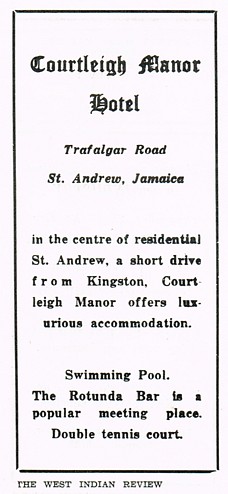 Courtleigh Manor
Hotel
Trafalgar Road
St. Andrew, Jamaica
in the centre of residential
St. Andrew, a short drive
from Kingston, Court-
leigh Manor offers lux-
urious accommodation.
Swimming Pool.
The Rotunda Bar is a
popular meeting place.
Double tennis court.
THE WEST INDIAN REVIEW